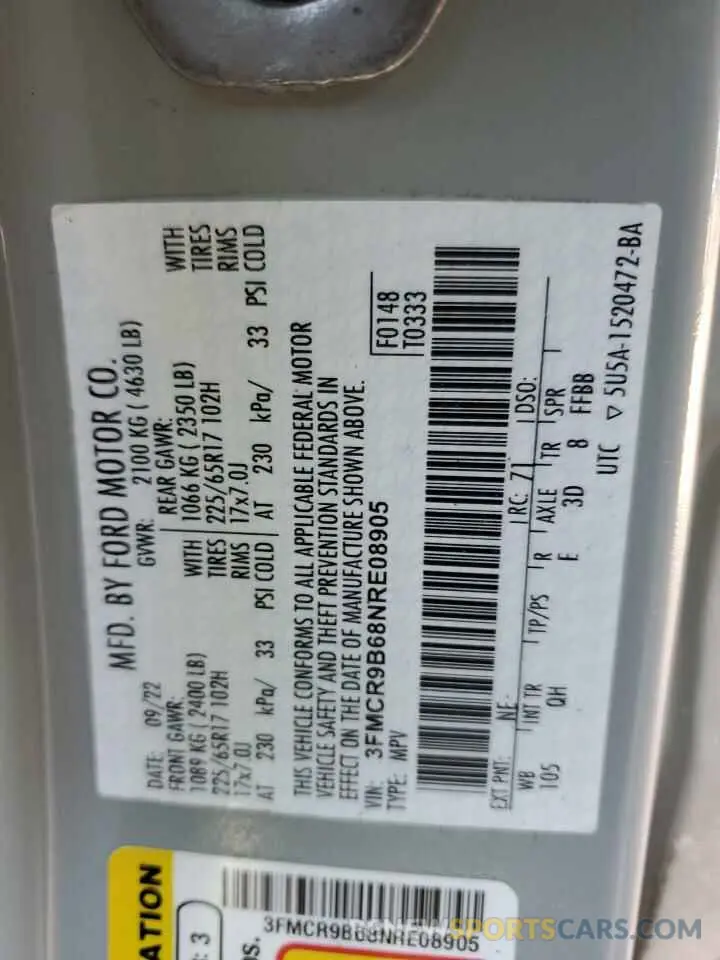 MFD. BY FORD MOTOR CO.
DATE: 09/22 GVWR: 2100 KG ( 4630 LB)
FRONT GAWR: REAR GAWR:
1089 KG ( 2400 LB) WITH 1066 KG ( 2350 LB) WITH
225/65R17 102H TIRES 225/65R17 102H TIRES
17x7.0J RIMS 17x7.0J RIMS
AT 230 kPa/ 33 PSI COLD AT 230 kPa/ 33 PSI COLD
THIS VEHICLE CONFORMS TO ALL APPLICABLE FEDERAL MOTOR
VEHICLE SAFETY AND THEFT PREVENTION STANDARDS IN
EFFECT ON THE DATE OF MANUFACTURE SHOWN ABOVE.
VIN: 3FMCR9B68NRE08905 F0148
TYPE: MPV T0333
EXT PNT: NE RC: 71 DSO:
WB INT TR TP/PS R AXLE TR SPR
105 QH E 3D 8 FFBB
UTC ▽ 5U5A-1520472-BA
ATION
: 3
os.
3FMCR9B68NRE08905
SportsCars.com